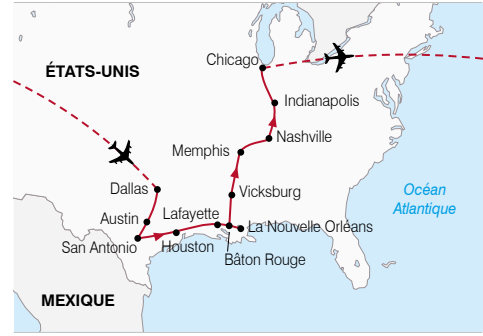 Chicago
ÉTATS-UNIS
Indianapolis
Nashville
Memphis
Dallas
Vicksburg
Océan
Atlantique
Austin
Lafayette
La Nouvelle Orléans
San Antonio
Houston
Bâton Rouge
MEXIQUE